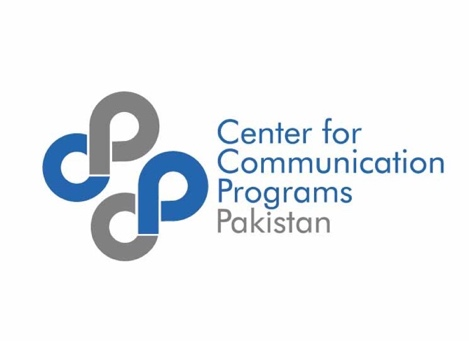 Center for
Communication
Programs
Pakistan